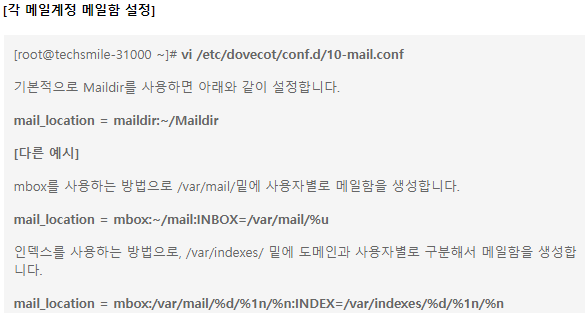 [각 메일계정 메일함 설정]
[root@techsmile-31000 ~]# vi /etc/dovecot/conf.d/10-mail.conf
기본적으로 Maildir를 사용하면 아래와 같이 설정합니다.
mail_location = maildir:~/Maildir
[다른 예시]
mbox를 사용하는 방법으로 /var/mail/밑에 사용자별로 메일함을 생성합니다.
mail_location = mbox:~/mail:INBOX=/var/mail/%u
인덱스를 사용하는 방법으로, /var/indexes/ 밑에 도메인과 사용자별로 구분해서 메일함을 생성합
니다.
mail_location = mbox:/var/mail/%d/%1n/%n:INDEX=/var/indexes/%d/%1n/%n